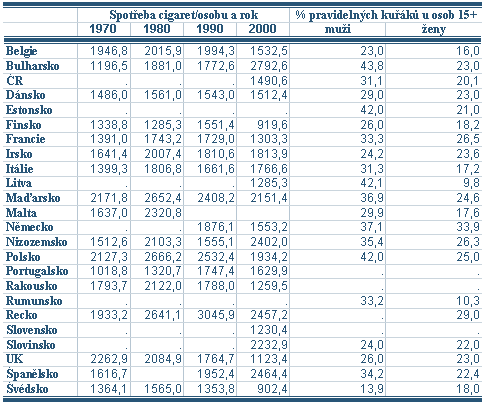 Spotřeba cigaret/osobu a rok % pravidelných kuřáků u osob 15+
1970 1980 1990 2000 muži ženy
Belgie 1946,8 2015,9 1994,3 1532,5 23,0 16,0
Bulharsko 1196,5 1881,0 1772,6 2792,6 43,8 23,0
ČR . . . 1490,6 31,1 20,1
Dánsko 1486,0 1561,0 1543,0 1512,4 29,0 23,0
Estonsko . . . . 42,0 21,0
Finsko 1338,8 1285,3 1551,4 919,6 26,0 18,2
Francie 1391,0 1743,2 1729,0 1303,3 33,3 26,5
Irsko 1641,4 2007,4 1810,6 1813,9 24,2 23,6
Itálie 1399,3 1806,8 1661,6 1766,6 31,3 17,2
Litva . . . 1285,3 42,1 9,8
Maďarsko 2171,8 2652,4 2408,2 2151,4 36,9 24,6
Malta 1637,0 2320,8 29,9 17,6
Německo . . 1876,1 1553,2 37,1 33,9
Nizozemsko 1512,6 2103,3 1555,1 2402,0 35,4 26,3
Polsko 2127,3 2666,2 2532,4 1934,2 42,0 25,0
Portugalsko 1018,8 1320,7 1747,4 1629,9 . .
Rakousko 1793,7 2122,0 1788,0 1259,5 . .
Rumunsko . . . . 33,2 10,3
Řecko 1933,2 2641,1 3045,9 2457,2 . 29,0
Slovensko . . . 1230,4 . .
Slovinsko . . . 2232,9 24,0 22,0
UK 2262,9 2084,9 1764,7 1123,4 26,0 23,0
Španělsko 1616,7 1952,4 2464,4 34,2 22,4
Švédsko 1364,1 1565,0 1353,8 902,4 13,9 18,0